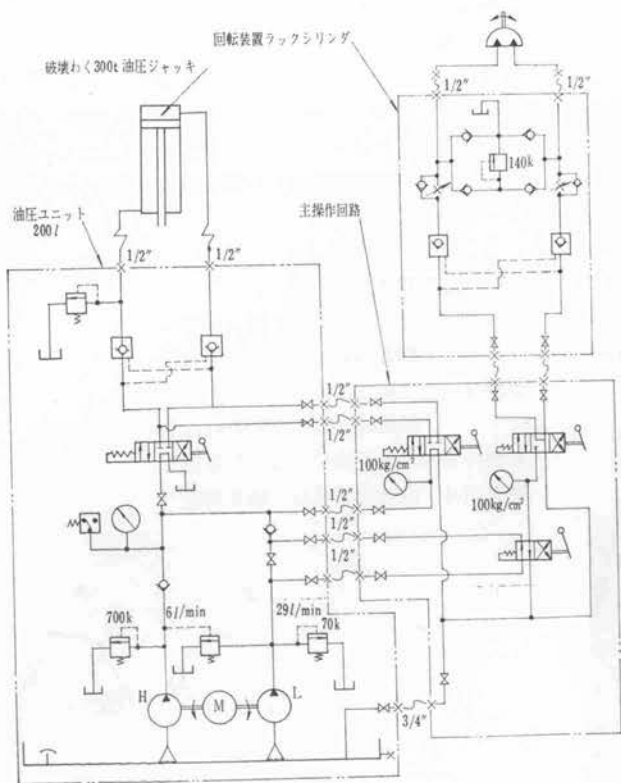 回転装置ラックシリンダ
破壊わく300t油圧ジャッキ
1/2"
1/2"
140k
油圧ユニット
200l
主操作回路
1/2"
1/2"
1/2"
1/2"
100kg/cm²
100kg/cm²
1/2"
1/2"
1/2"
700k
6l/min
29l/min
70k
H
M
L
3/4"